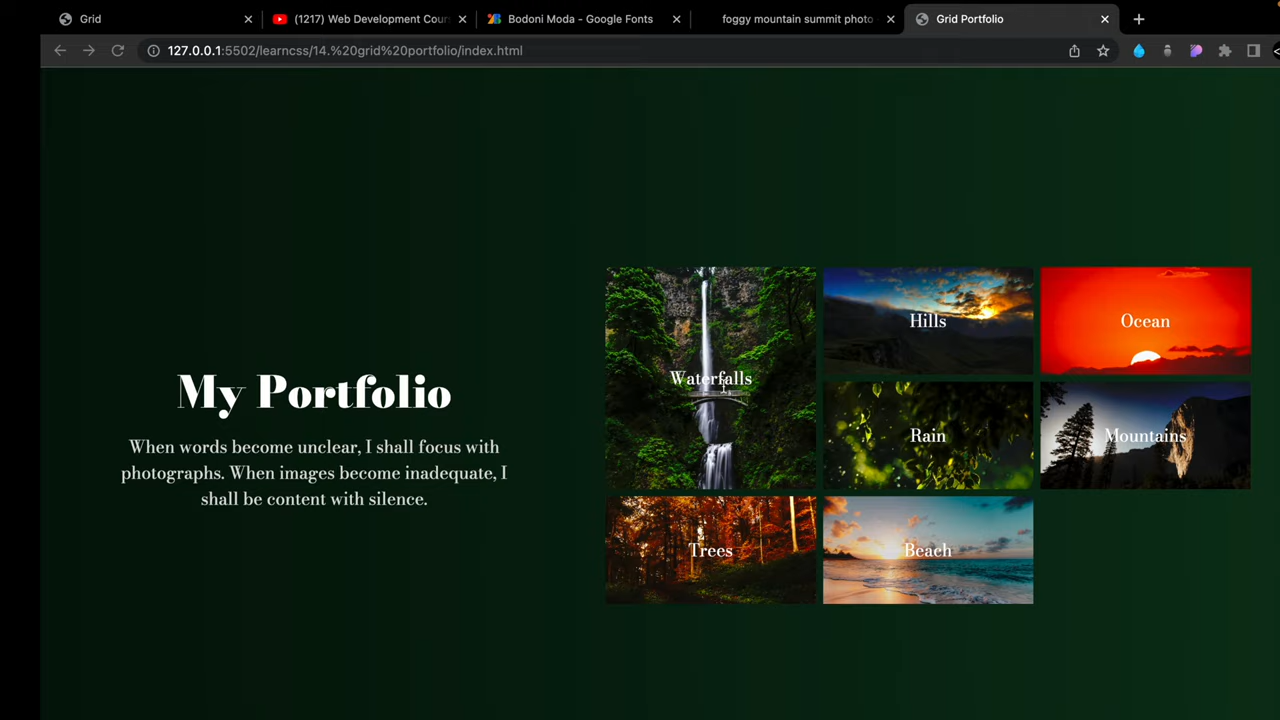 Grid
(1217) Web Development Cour
Bodoni Moda - Google Fonts
foggy mountain summit photo
Grid Portfolio
127.0.0.1:5502/learncss/14.%20grid%20portfolio/index.html
My Portfolio
When words become unclear, I shall focus with
photographs. When images become inadequate, I
shall be content with silence.
Waterfalls
Hills
Ocean
Rain
Mountains
Trees
Beach